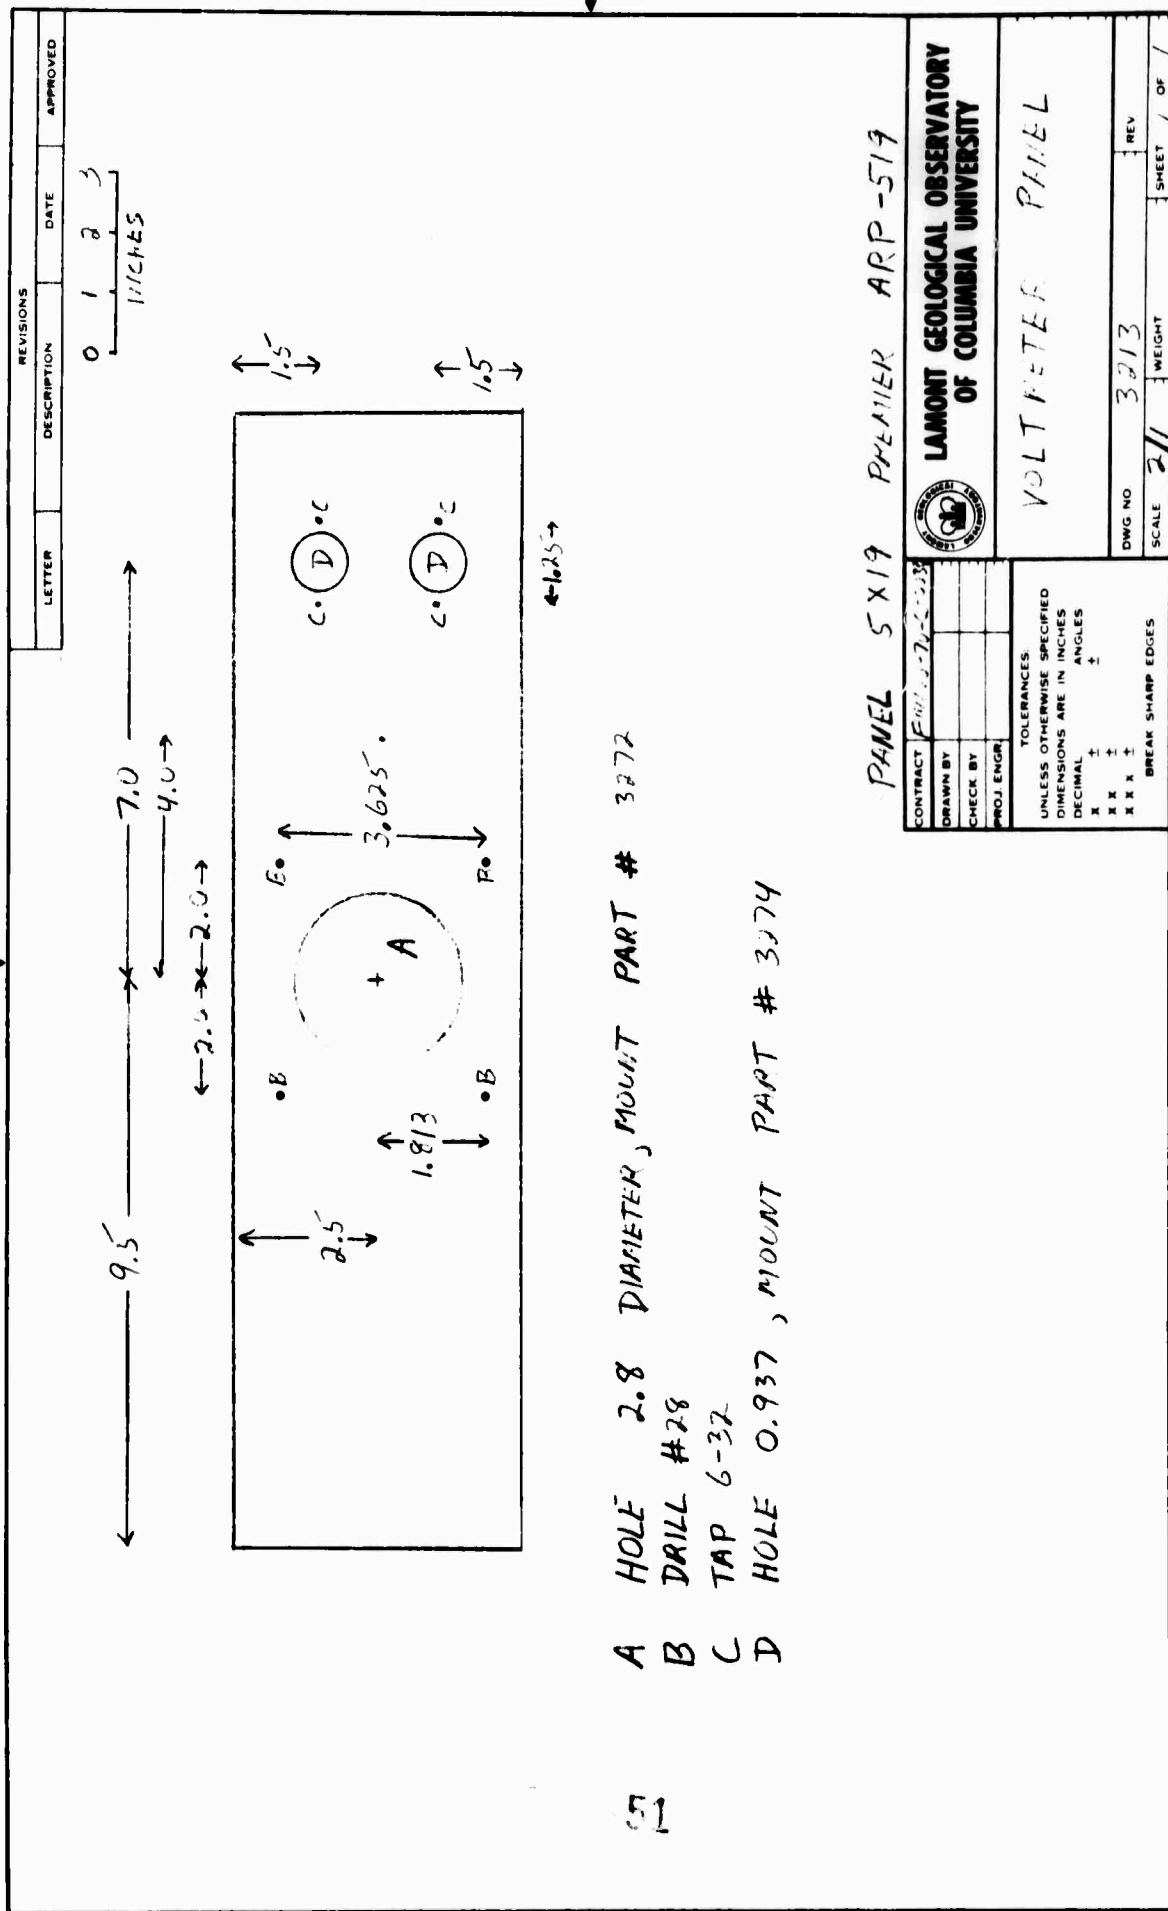 REVISIONS
LETTER DESCRIPTION DATE APPROVED
0 1 2 3
INCHES
9.5 7.0
4.0
2.0 2.0
1.5
1.5
2.5
1.813
3.625
B
B
B
B
A
C D C
C D C
1.25
A HOLE 2.8 DIAMETER, MOUNT PART # 3272
B DRILL #28
C TAP 6-32
D HOLE 0.937, MOUNT PART # 3274
51
PANEL 5X19 PREMIER ARP-519
CONTRACT
DRAWN BY
CHECK BY
PROJ. ENGR.
TOLERANCES:
UNLESS OTHERWISE SPECIFIED
DIMENSIONS ARE IN INCHES
DECIMAL ANGLES
X ± ±
X X ±
X X X ±
BREAK SHARP EDGES
LAMONT GEOLOGICAL OBSERVATORY
OF COLUMBIA UNIVERSITY
VOLTMETER PANEL
DWG NO 3213 REV
SCALE 2/1 WEIGHT SHEET 1 OF 1